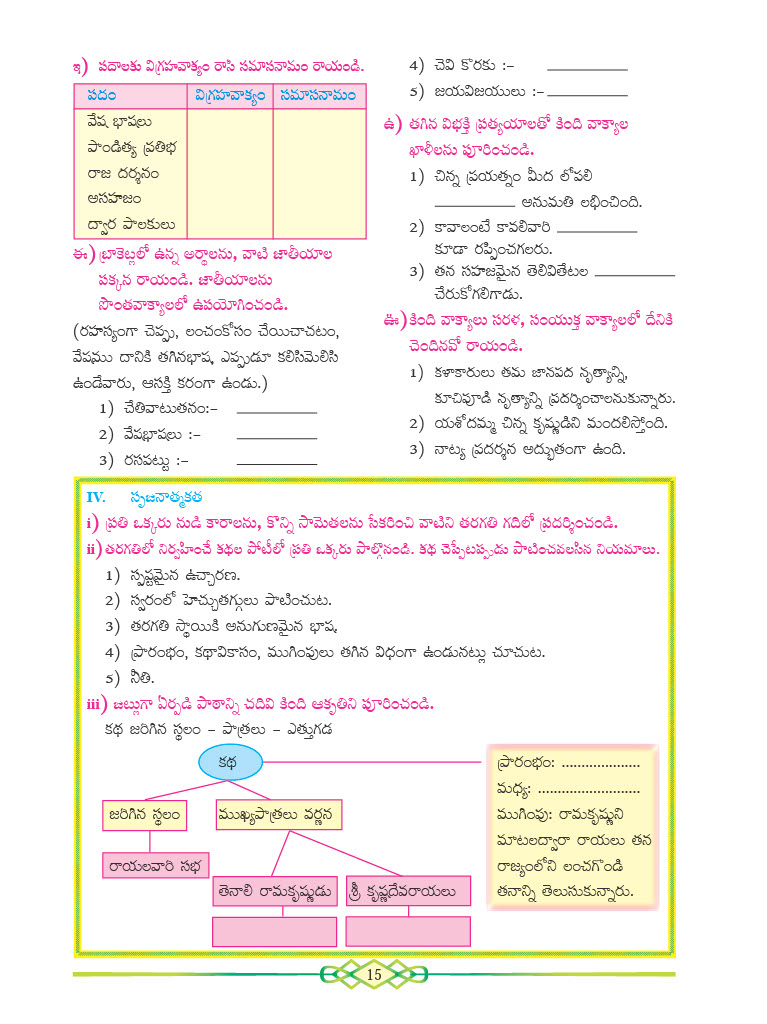 ఇ) పదాలకు విగ్రహవాక్యం రాసి సమాసనామం రాయండి.
పదం విగ్రహవాక్యం సమాసనామం
వేష భాషలు
పాండిత్య ప్రతిభ
రాజ దర్శనం
అసహజం
ద్వార పాలకులు
ఈ) బ్రాకెట్లలో ఉన్న అర్థాలను, వాటి జాతీయాల
పక్కన రాయండి. జాతీయాలను
సొంతవాక్యాలలో ఉపయోగించండి.
(రహస్యంగా చెప్పు, లంచంకోసం చేయిచాచటం,
వేషము దానికి తగినభాష, ఎప్పుడూ కలిసిమెలిసి
ఉండేవారు, ఆసక్తి కరంగా ఉండు.)
1) చేతివాటుతనం:– __________
2) వేషభాషలు :– __________
3) రసపట్టు :– __________
4) చెవి కొరకు :– __________
5) జయవిజయులు :– __________
ఉ) తగిన విభక్తి ప్రత్యయాలతో కింది వాక్యాల
ఖాళీలను పూరించండి.
1) చిన్న ప్రయత్నం మీద లోపలి
__________ అనుమతి లభించింది.
2) కావాలంటే కావలివారి __________
కూడా రప్పించగలరు.
3) తన సహజమైన తెలివితేటల __________
చేరుకోగలిగాడు.
ఊ) కింది వాక్యాలు సరళ, సంయుక్త వాక్యాలలో దేనికి
చెందినవో రాయండి.
1) కళాకారులు తమ జానపద నృత్యాన్ని,
కూచిపూడి నృత్యాన్ని ప్రదర్శించాలనుకున్నారు.
2) యశోదమ్మ చిన్న కృష్ణుడిని మందలిస్తోంది.
3) నాట్య ప్రదర్శన అద్భుతంగా ఉంది.
IV. సృజనాత్మకత
i) ప్రతి ఒక్కరు నుడి కారాలను, కొన్ని సామెతలను సేకరించి వాటిని తరగతి గదిలో ప్రదర్శించండి.
ii) తరగతిలో నిర్వహించే కథల పోటీలో ప్రతి ఒక్కరు పాల్గొనండి. కథ చెప్పేటప్పుడు పాటించవలసిన నియమాలు.
1) స్పష్టమైన ఉచ్చారణ.
2) స్వరంలో హెచ్చుతగ్గులు పాటించుట.
3) తరగతి స్థాయికి అనుగుణమైన భాష.
4) ప్రారంభం, కథావికాసం, ముగింపులు తగిన విధంగా ఉండునట్లు చూచుట.
5) నీతి.
iii) జట్లుగా ఏర్పడి పాఠాన్ని చదివి కింది ఆకృతిని పూరించండి.
కథ జరిగిన స్థలం – పాత్రలు – ఎత్తుగడ
కథ
జరిగిన స్థలం
ముఖ్యపాత్రలు వర్ణన
రాయలవారి సభ
తెనాలి రామకృష్ణుడు
శ్రీ కృష్ణదేవరాయలు
ప్రారంభం: ....................
మధ్య: ..........................
ముగింపు: రామకృష్ణుని
మాటలద్వారా రాయలు తన
రాజ్యంలోని లంచగొండి
తనాన్ని తెలుసుకున్నారు.
15